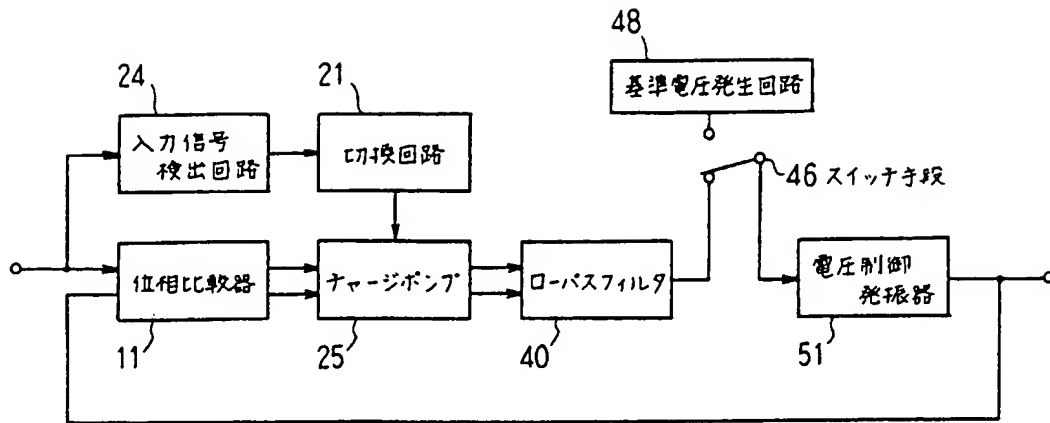 48
基準電圧発生回路
24
21
入力信号
検出回路
切換回路
46 スイッチ手段
位相比較器
チャージポンプ
ローパスフィルタ
電圧制御
発振器
11
25
40
51